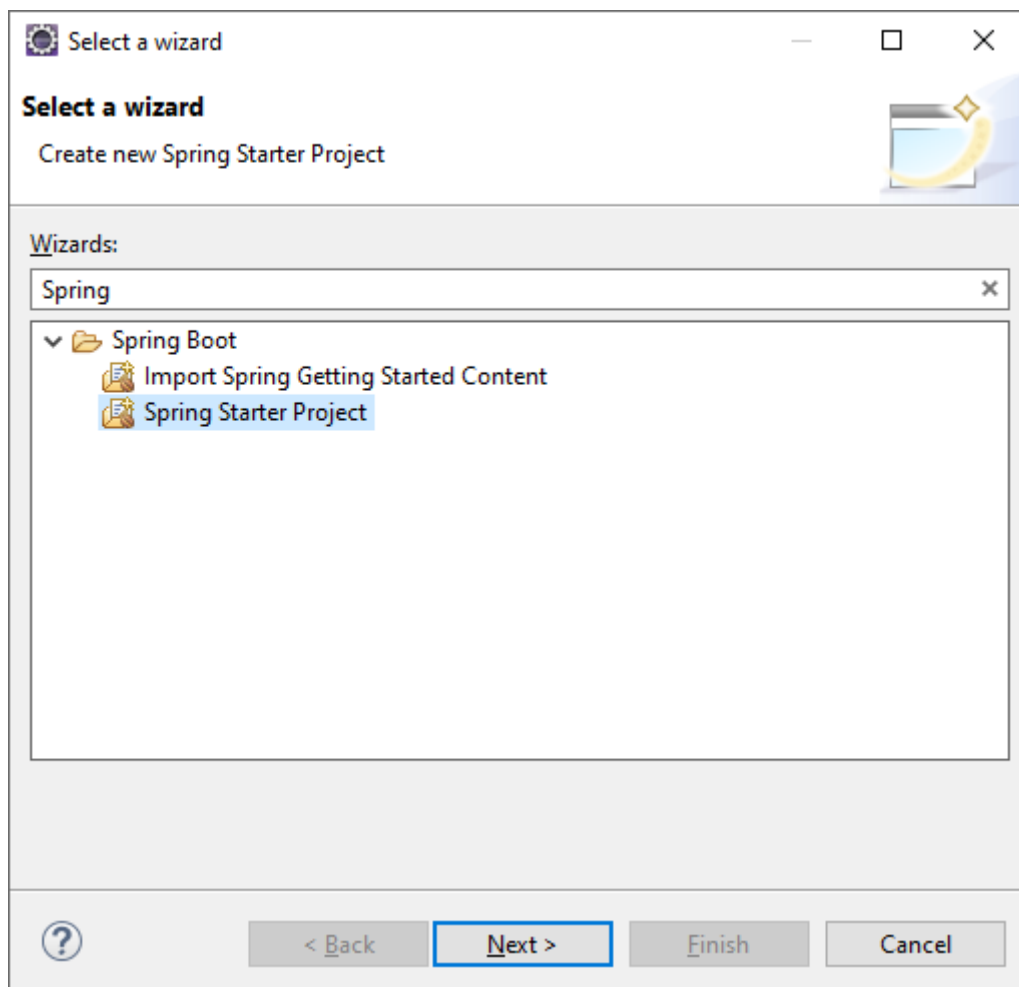 Select a wizard
Select a wizard
Create new Spring Starter Project
Wizards:
Spring
Spring Boot
Import Spring Getting Started Content
Spring Starter Project
< Back Next > Finish Cancel